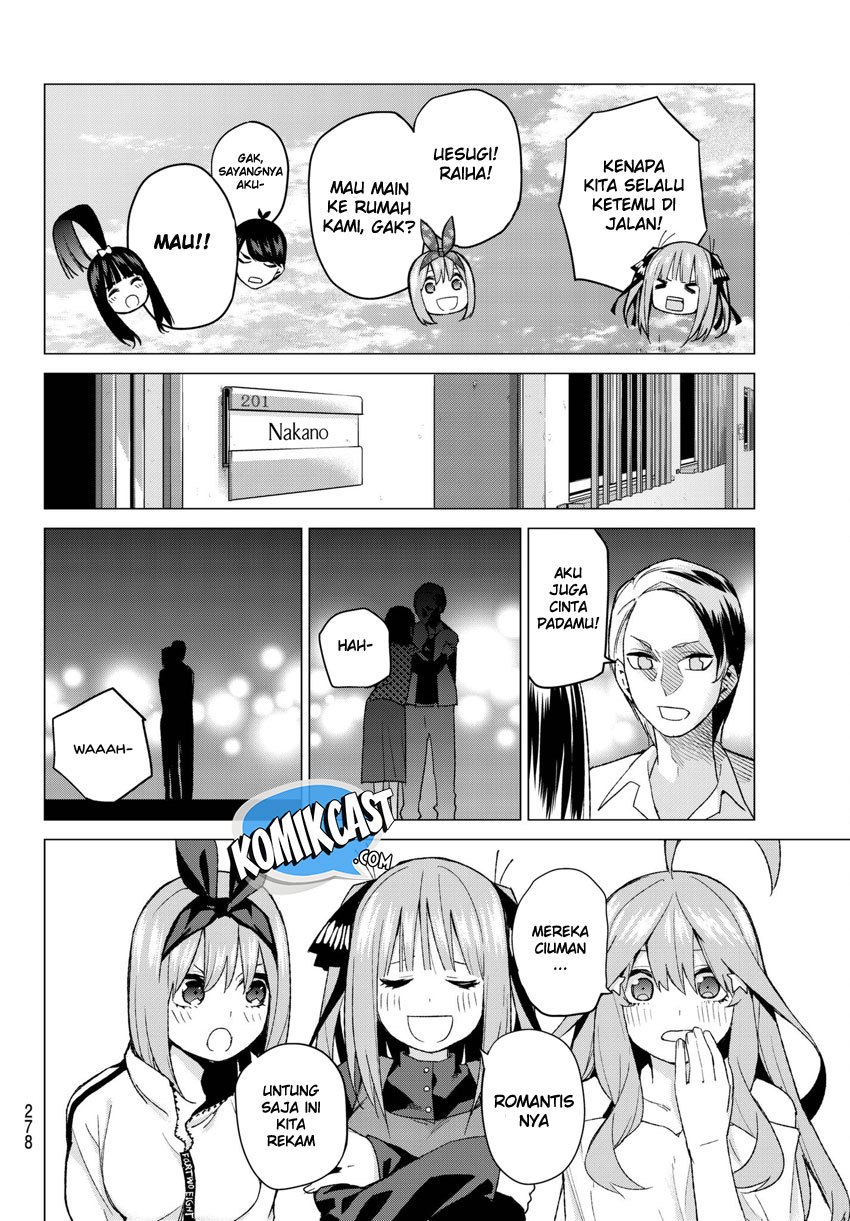 KENAPA
KITA SELALU
KETEMU DI
JALAN!
UESUGI!
RAIHA!
MAU MAIN
KE RUMAH
KAMI, GAK?
GAK,
SAYANGNYA
AKU-
MAU!!
201
Nakano
AKU
JUGA
CINTA
PADAMU!
HAH-
WAAAH-
KOMIKCAST
.COM
MEREKA
CIUMAN
...
ROMANTIS
NYA
UNTUNG
SAJA INI
KITA
REKAM
FORTWO EIGHT
278